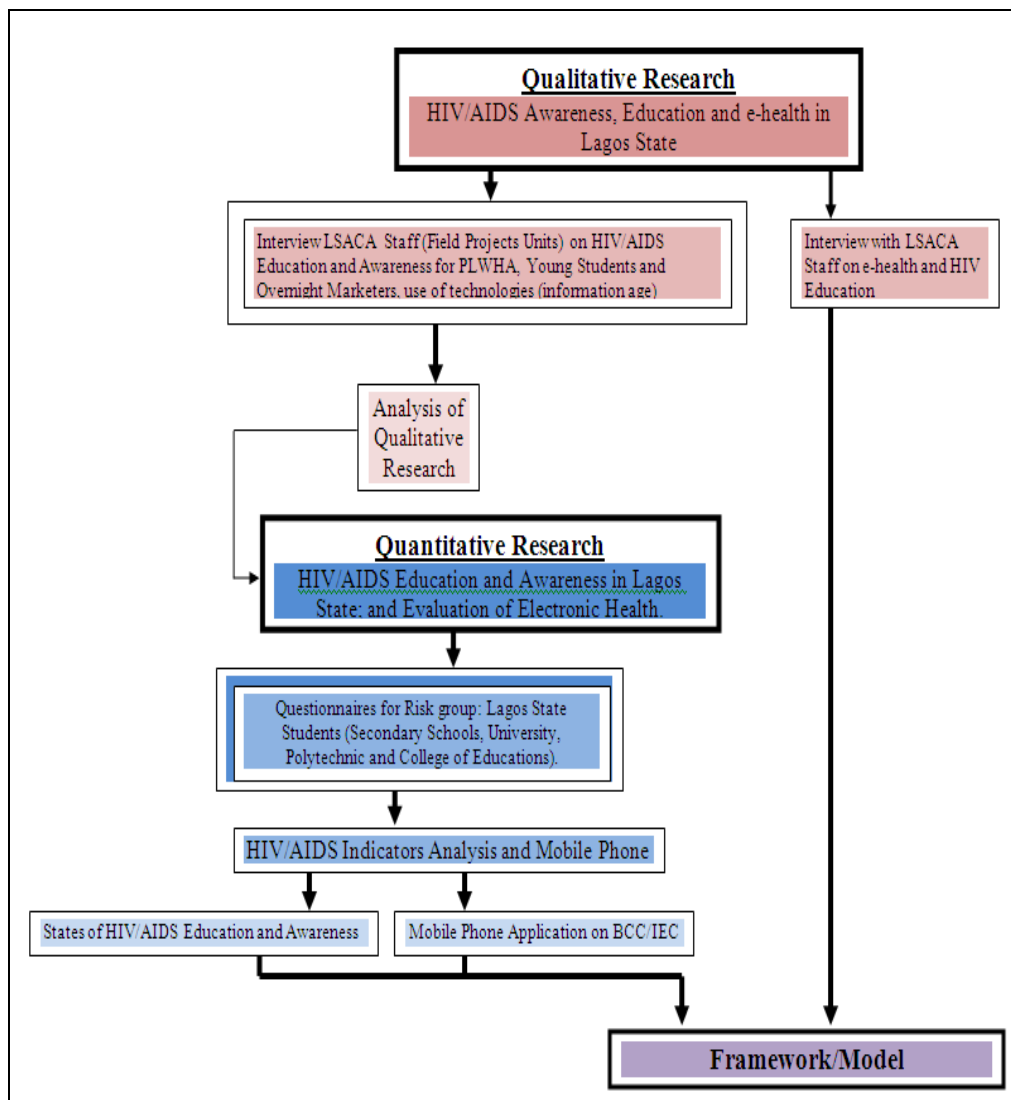 Qualitative Research
HIV/AIDS Awareness, Education and e-health in
Lagos State
Interview LSACA Staff (Field Projects Units) on HIV/AIDS
Education and Awareness for PLWHA, Young Students and
Overnight Marketers, use of technologies (information age)
Interview with LSACA
Staff on e-health and HIV
Education
Analysis of
Qualitative
Research
Quantitative Research
HIV/AIDS Education and Awareness in Lagos
State; and Evaluation of Electronic Health.
Questionnaires for Risk group: Lagos State
Students (Secondary Schools, University,
Polytechnic and College of Educations).
HIV/AIDS Indicators Analysis and Mobile Phone
States of HIV/AIDS Education and Awareness
Mobile Phone Application on BCC/IEC
Framework/Model